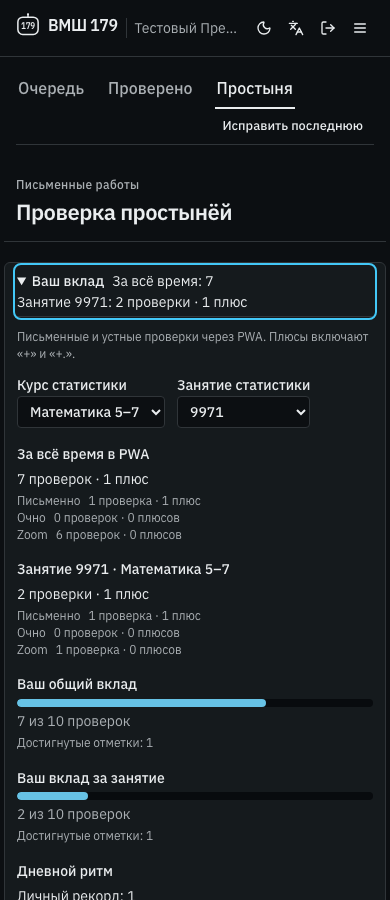 179 ВМШ 179 Тестовый Пре...
Очередь Проверено Простыня
Исправить последнюю
Письменные работы
Проверка простынёй
▼ Ваш вклад За всё время: 7
Занятие 9971: 2 проверки · 1 плюс
Письменные и устные проверки через PWA. Плюсы включают
«+» и «+.».
Курс статистики Занятие статистики
Математика 5–7 9971
За всё время в PWA
7 проверок · 1 плюс
Письменно 1 проверка · 1 плюс
Очно 0 проверок · 0 плюсов
Zoom 6 проверок · 0 плюсов
Занятие 9971 · Математика 5–7
2 проверки · 1 плюс
Письменно 1 проверка · 1 плюс
Очно 0 проверок · 0 плюсов
Zoom 1 проверка · 0 плюсов
Ваш общий вклад
7 из 10 проверок
Достигнутые отметки: 1
Ваш вклад за занятие
2 из 10 проверок
Достигнутые отметки: 1
Дневной ритм
Личный рекорд: 1